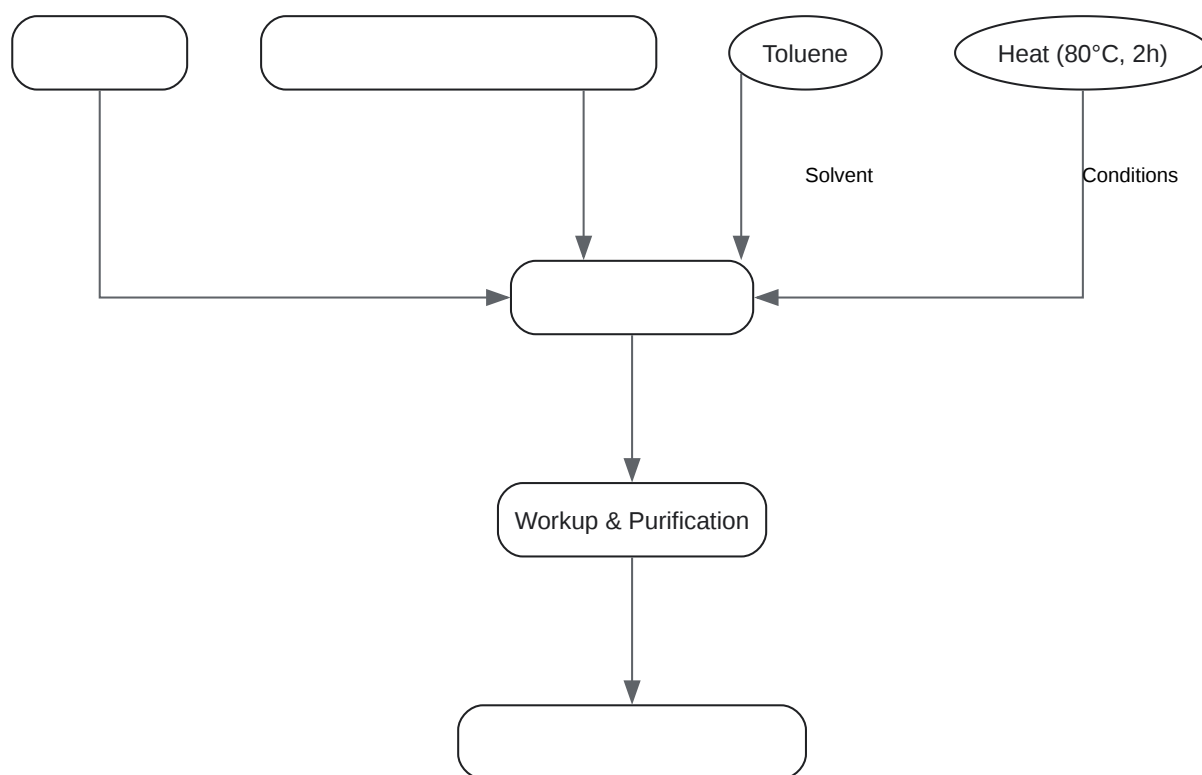 Toluene
Heat (80°C, 2h)
Solvent
Conditions
Workup & Purification